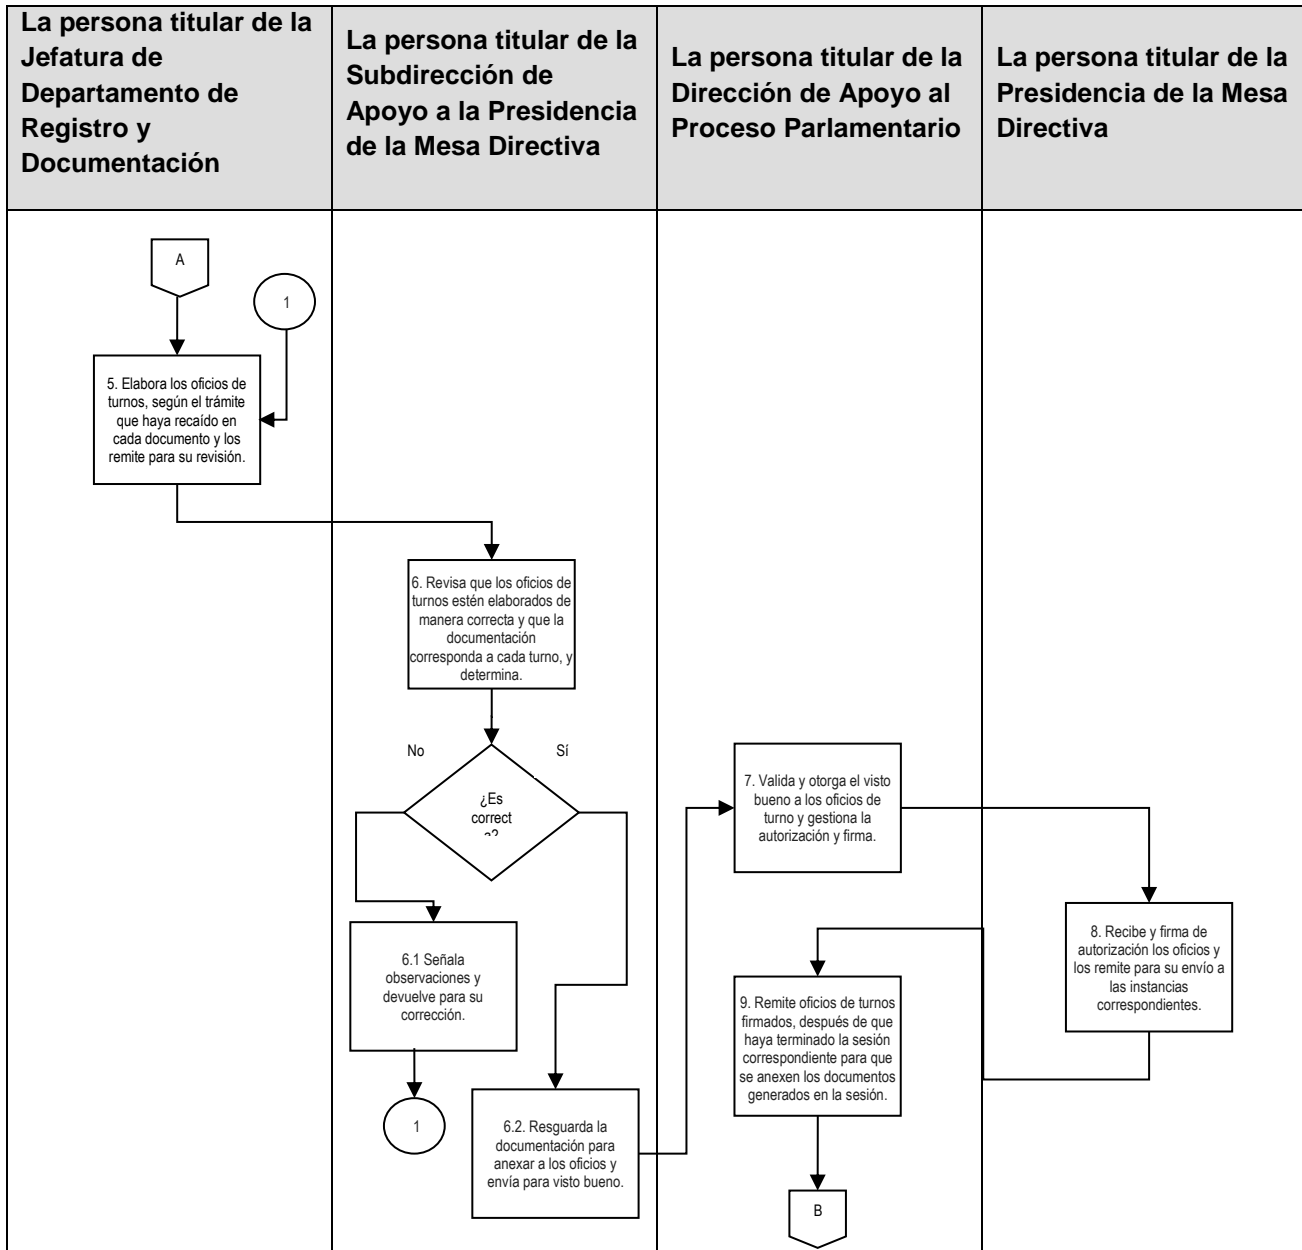 La persona titular de la
Jefatura de
Departamento de
Registro y
Documentación
La persona titular de la
Subdirección de
Apoyo a la Presidencia
de la Mesa Directiva
La persona titular de la
Dirección de Apoyo al
Proceso Parlamentario
La persona titular de la
Presidencia de la Mesa
Directiva
A
1
5. Elabora los oficios de
turnos, según el trámite
que haya recaído en
cada documento y los
remite para su revisión.
6. Revisa que los oficios de
turnos estén elaborados de
manera correcta y que la
documentación
corresponda a cada turno, y
determina.
No
Sí
¿Es
correct
a?
6.1 Señala
observaciones y
devuelve para su
corrección.
1
6.2. Resguarda la
documentación para
anexar a los oficios y
envía para visto bueno.
7. Valida y otorga el visto
bueno a los oficios de
turno y gestiona la
autorización y firma.
8. Recibe y firma de
autorización los oficios y
los remite para su envío a
las instancias
correspondientes.
9. Remite oficios de turnos
firmados, después de que
haya terminado la sesión
correspondiente para que
se anexen los documentos
generados en la sesión.
B